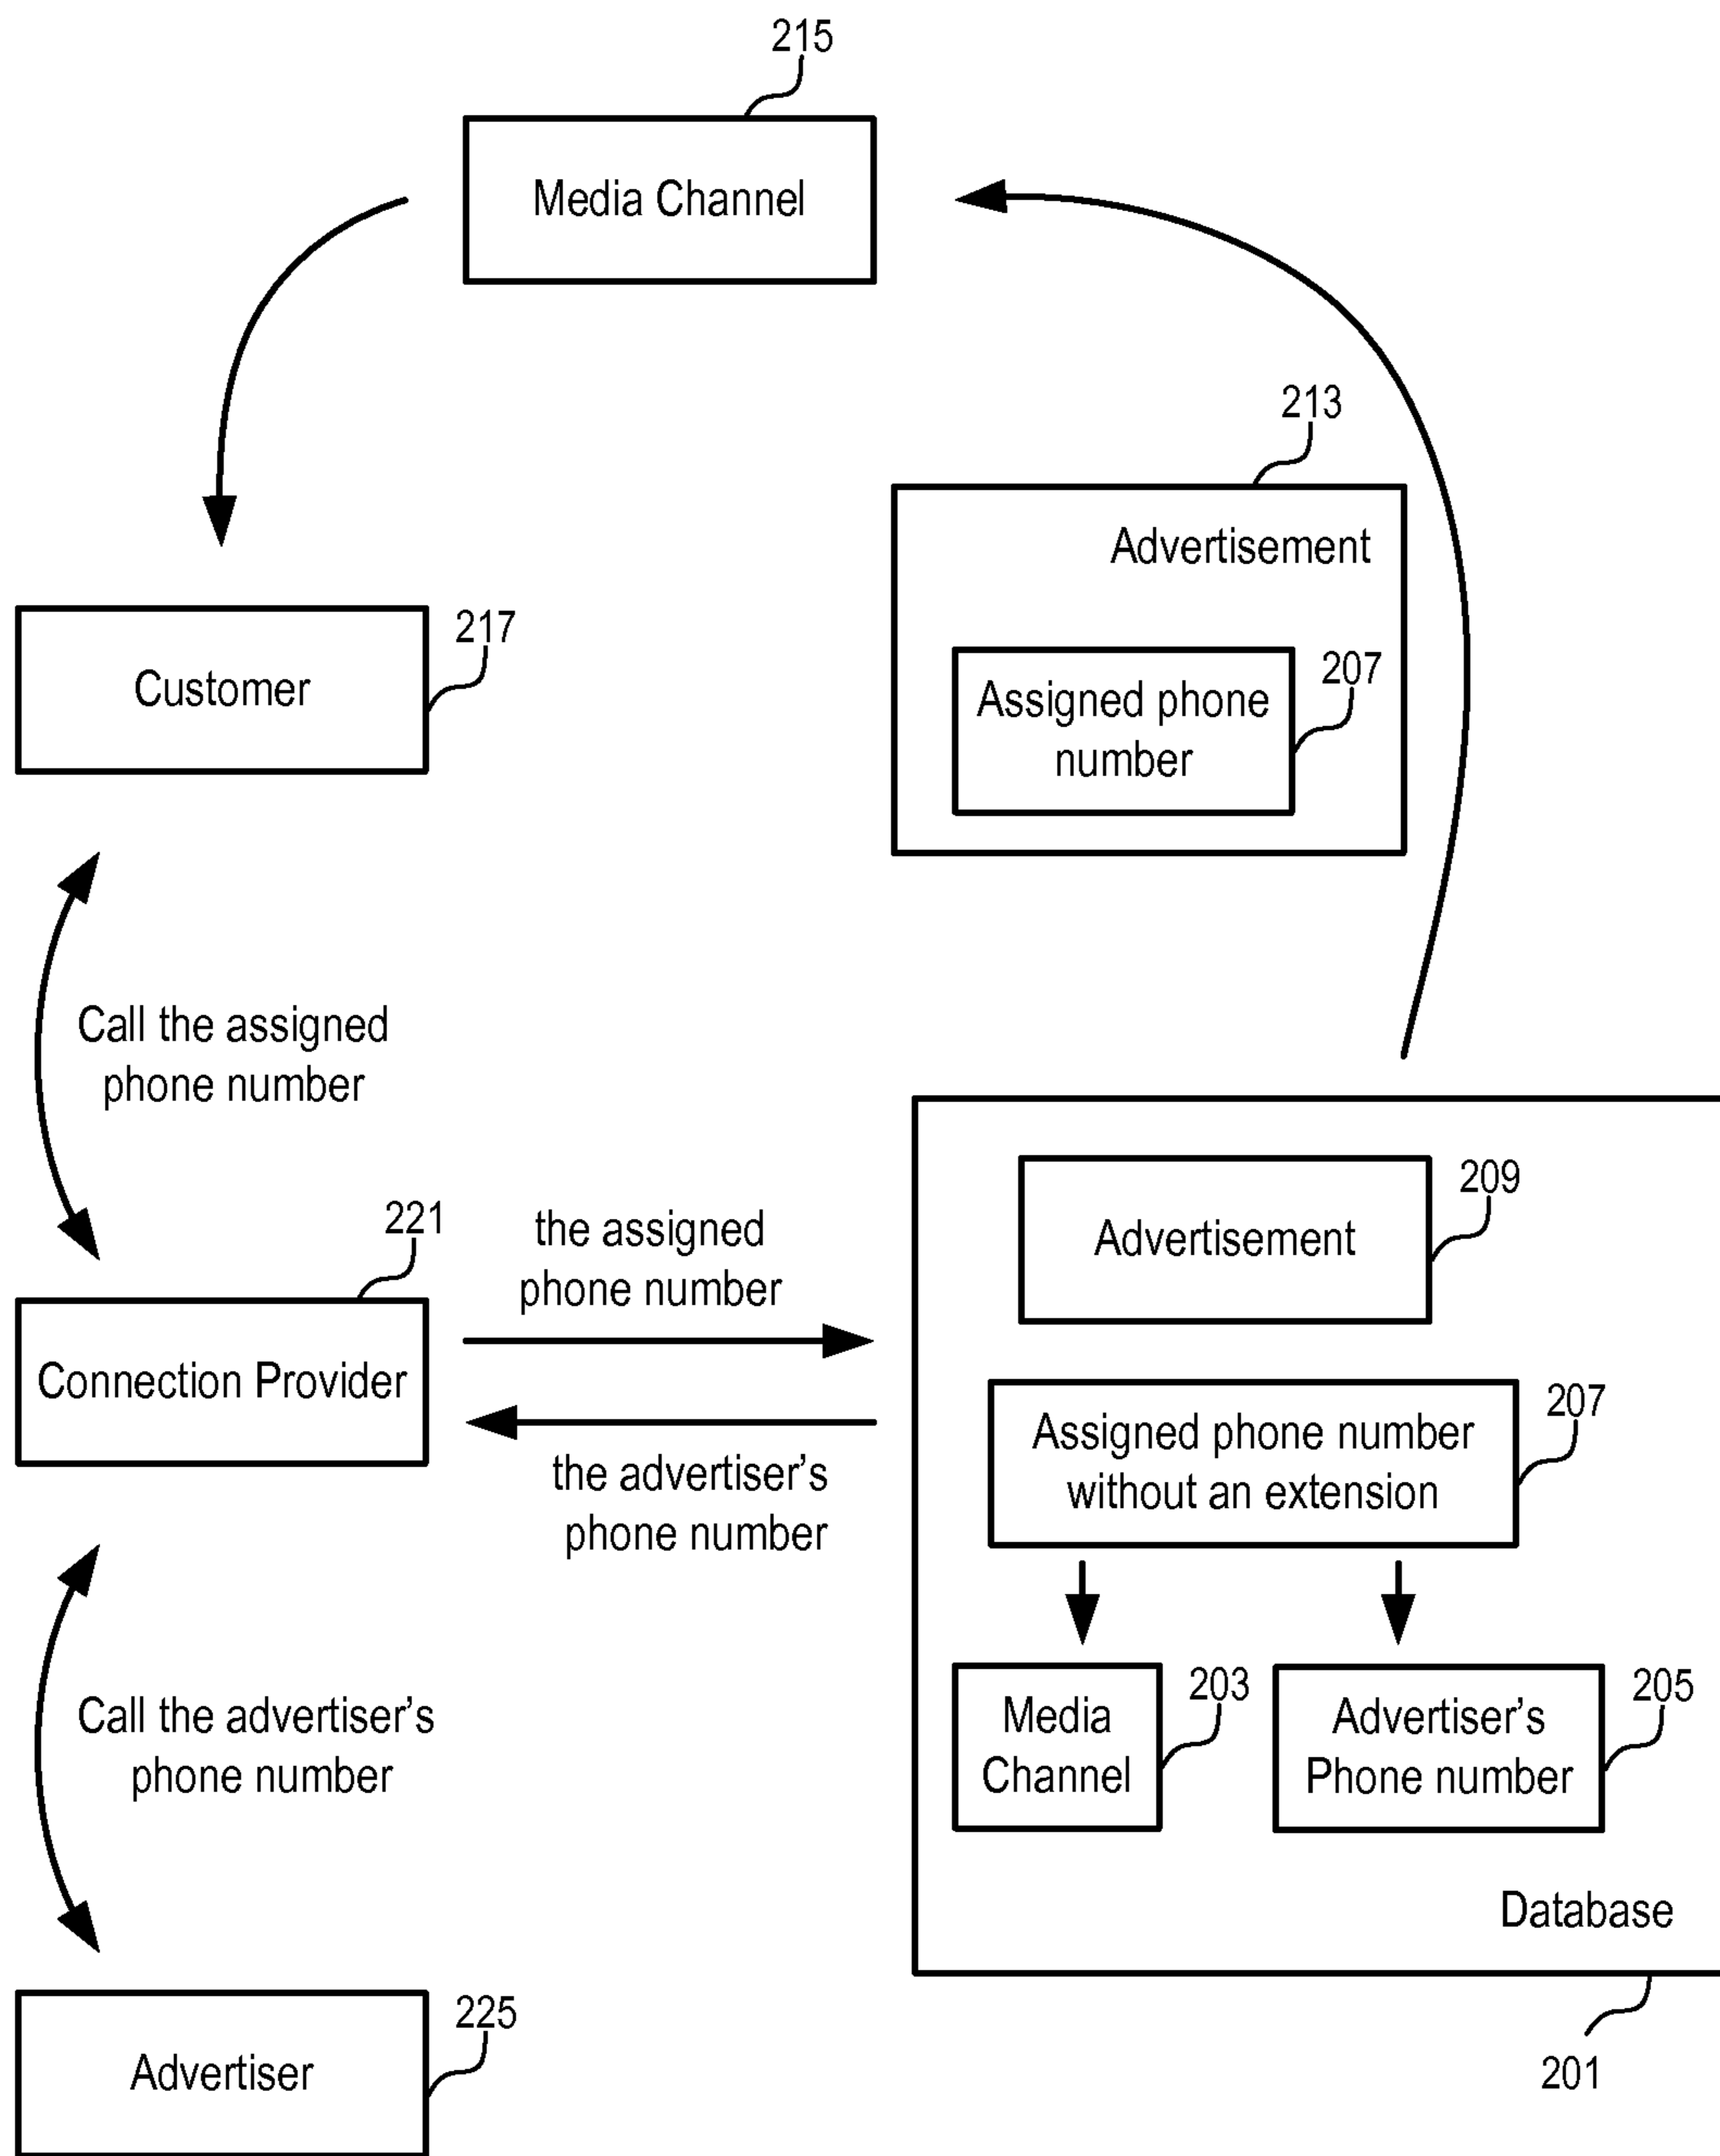 215
Media Channel
213
Advertisement
207
Assigned phone
number
217
Customer
Call the assigned
phone number
221
Connection Provider
the assigned
phone number
the advertiser's
phone number
209
Advertisement
207
Assigned phone number
without an extension
203
Media
Channel
205
Advertiser's
Phone number
Database
201
Call the advertiser's
phone number
225
Advertiser